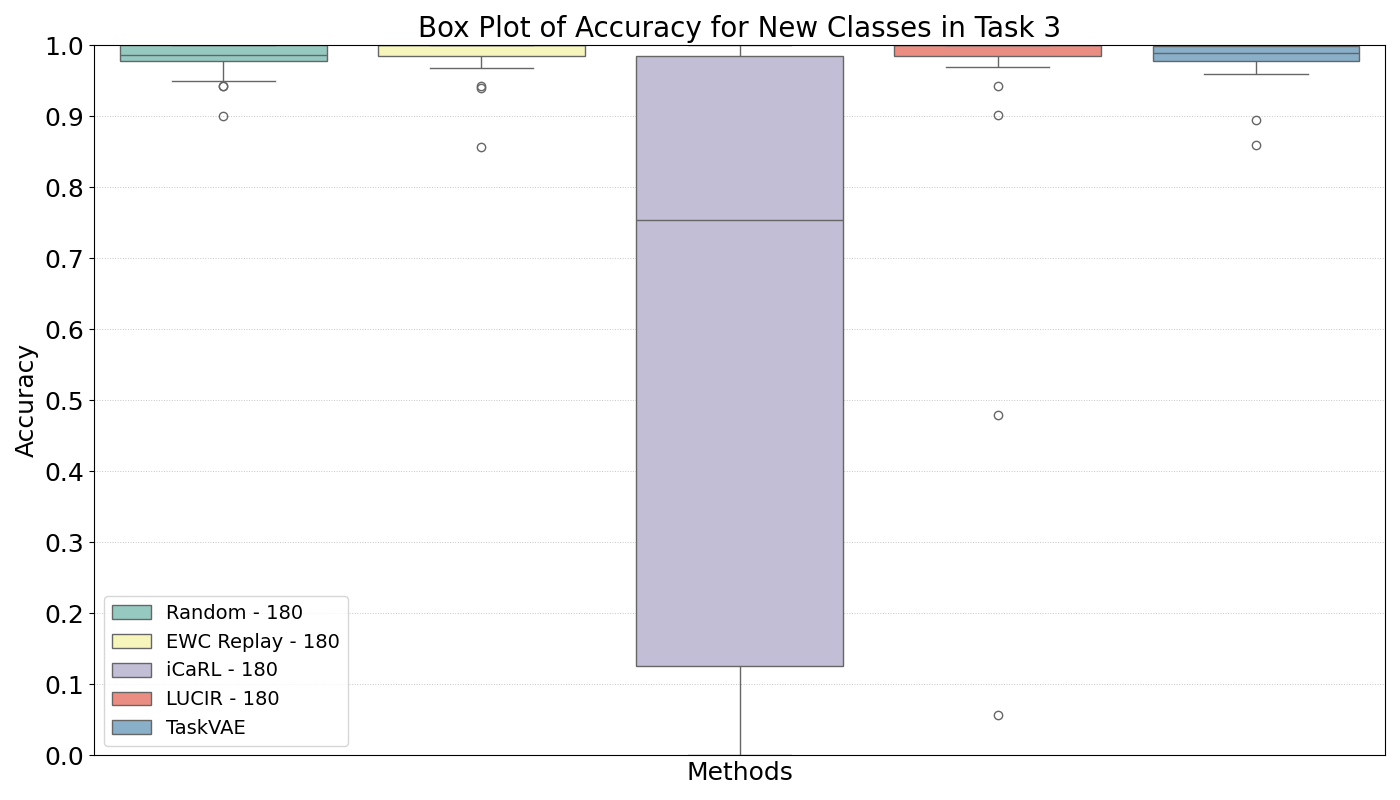 Box Plot of Accuracy for New Classes in Task 3
1.0
0.9
0.8
0.7
0.6
0.5
0.4
0.3
0.2
0.1
0.0
Accuracy
Methods
Random - 180
EWC Replay - 180
iCaRL - 180
LUCIR - 180
TaskVAE